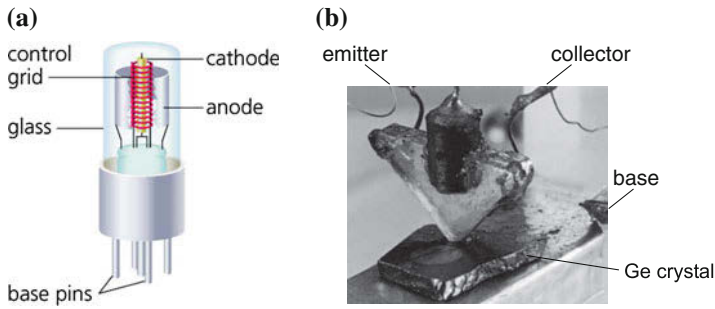 (a)
control
grid
cathode
anode
glass
base pins
(b)
emitter
collector
base
Ge crystal